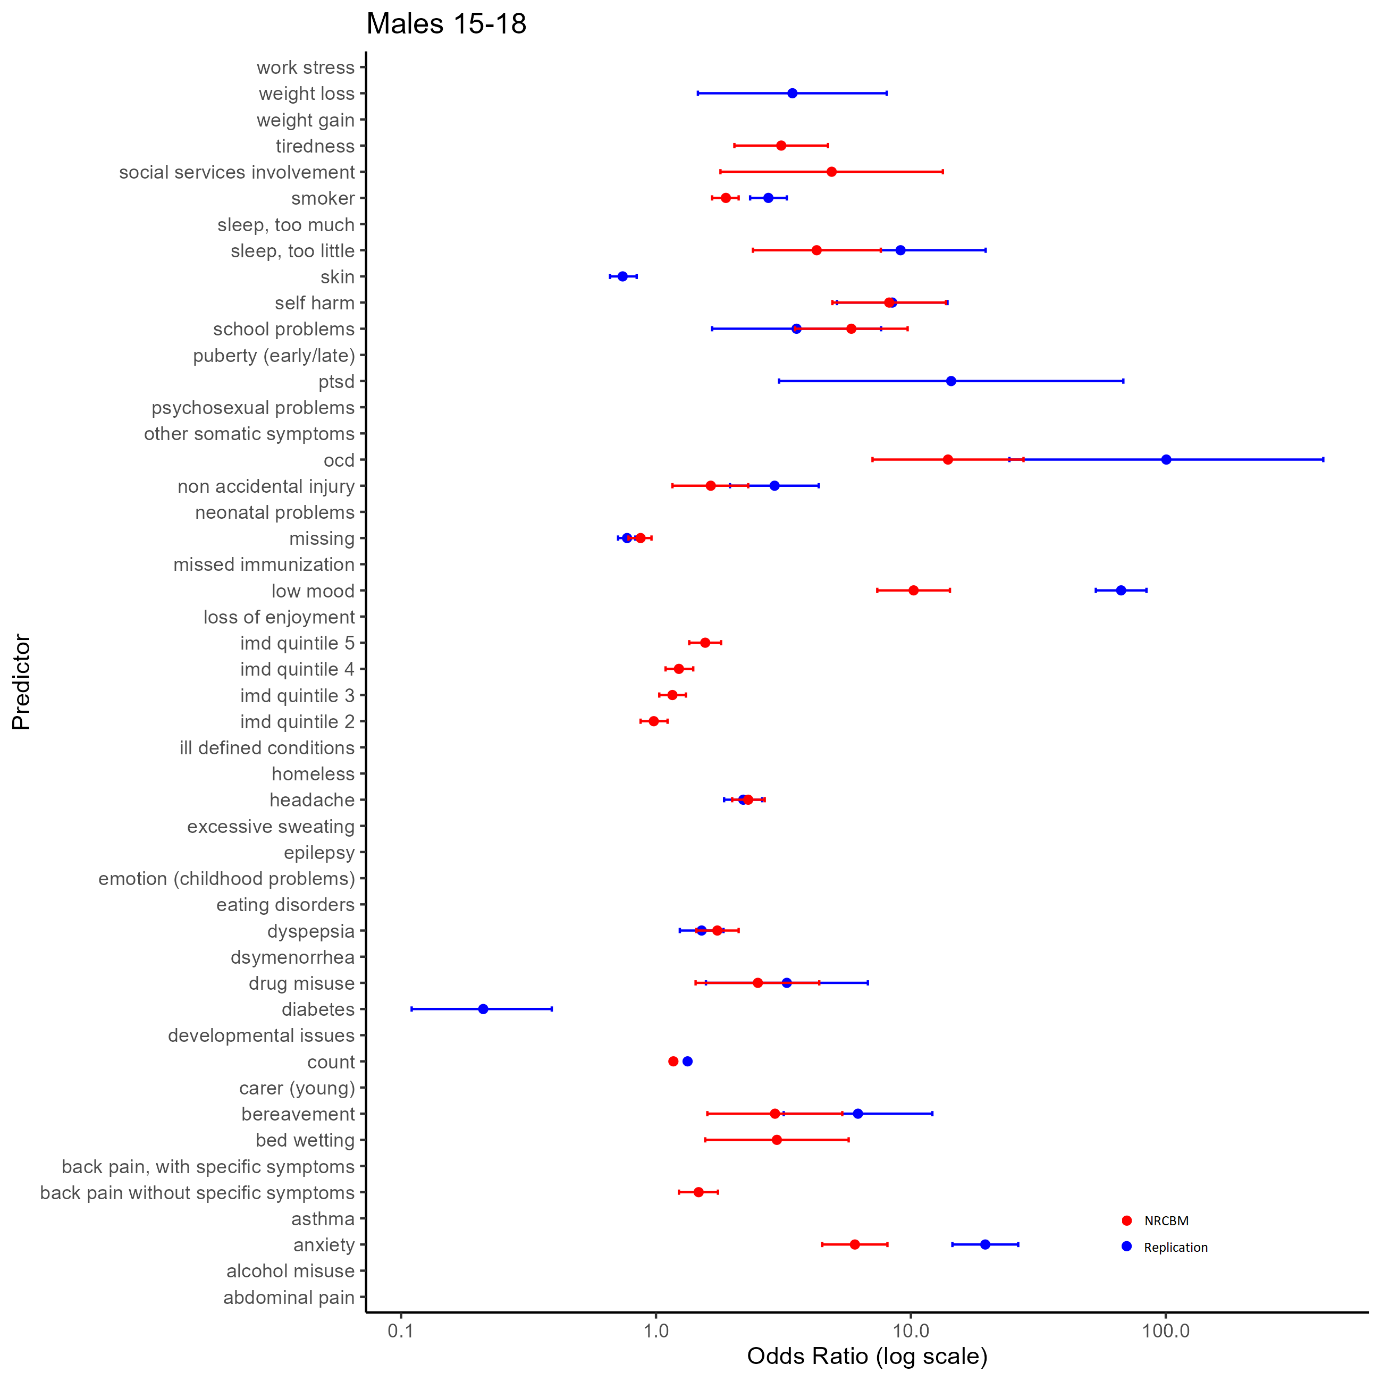 Males 15-18
Predictor
work stress
weight loss
weight gain
tiredness
social services involvement
smoker
sleep, too much
sleep, too little
skin
self harm
school problems
puberty (early/late)
ptsd
psychosexual problems
other somatic symptoms
ocd
non accidental injury
neonatal problems
missing
missed immunization
low mood
loss of enjoyment
imd quintile 5
imd quintile 4
imd quintile 3
imd quintile 2
ill defined conditions
homeless
headache
excessive sweating
epilepsy
emotion (childhood problems)
eating disorders
dyspepsia
dsymenorrhea
drug misuse
diabetes
developmental issues
count
carer (young)
bereavement
bed wetting
back pain, with specific symptoms
back pain without specific symptoms
asthma
anxiety
alcohol misuse
abdominal pain
NRCBM
Replication
0.1 1.0 10.0 100.0
Odds Ratio (log scale)